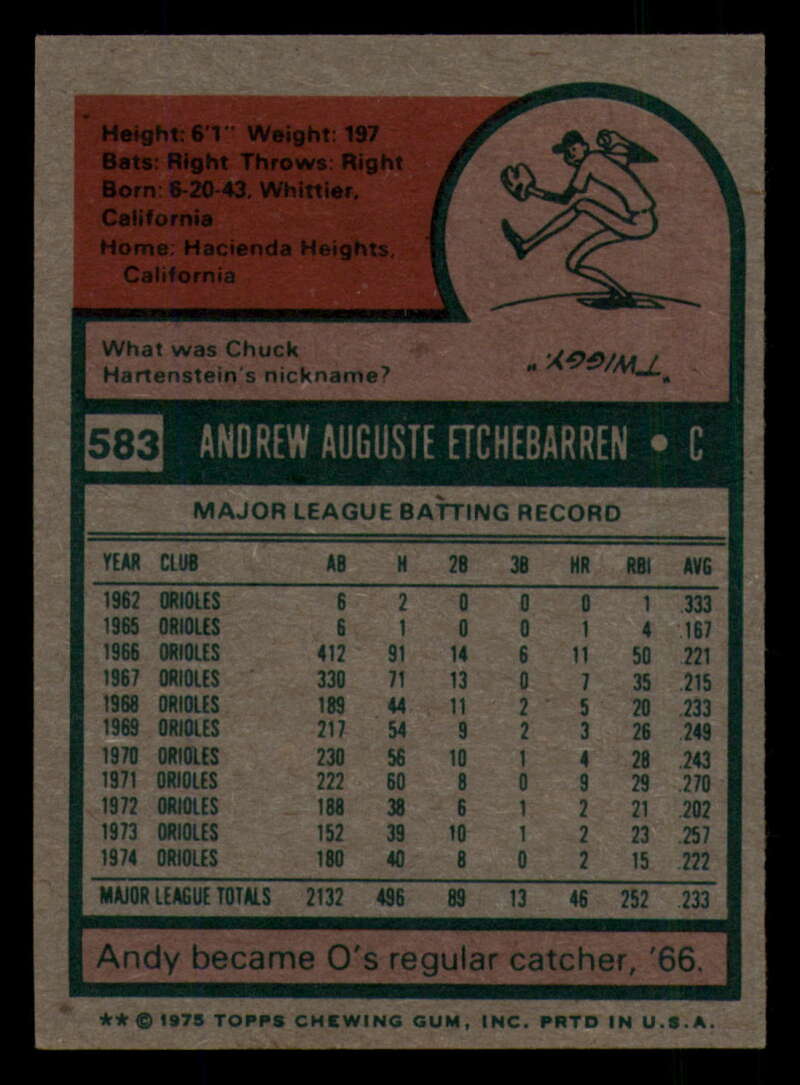 Height: 6'1" Weight: 197
Bats: Right Throws: Right
Born: 6-20-43, Whittier,
California
Home: Hacienda Heights,
California
What was Chuck
Hartenstein's nickname?
"TWIGGY."
583 ANDREW AUGUSTE ETCHEBARREN • C
MAJOR LEAGUE BATTING RECORD
YEAR CLUB AB H 2B 3B HR RBI AVG
1962 ORIOLES 6 2 0 0 0 1 .333
1965 ORIOLES 6 1 0 0 1 4 .167
1966 ORIOLES 412 91 14 6 11 50 .221
1967 ORIOLES 330 71 13 0 7 35 .215
1968 ORIOLES 189 44 11 2 5 20 .233
1969 ORIOLES 217 54 9 2 3 26 .249
1970 ORIOLES 230 56 10 1 4 28 .243
1971 ORIOLES 222 60 8 0 9 29 .270
1972 ORIOLES 188 38 6 1 2 21 .202
1973 ORIOLES 152 39 10 1 2 23 .257
1974 ORIOLES 180 40 8 0 2 15 .222
MAJOR LEAGUE TOTALS 2132 496 89 13 46 252 .233
Andy became O's regular catcher, '66.
** © 1975 TOPPS CHEWING GUM, INC. PRTD IN U.S.A.